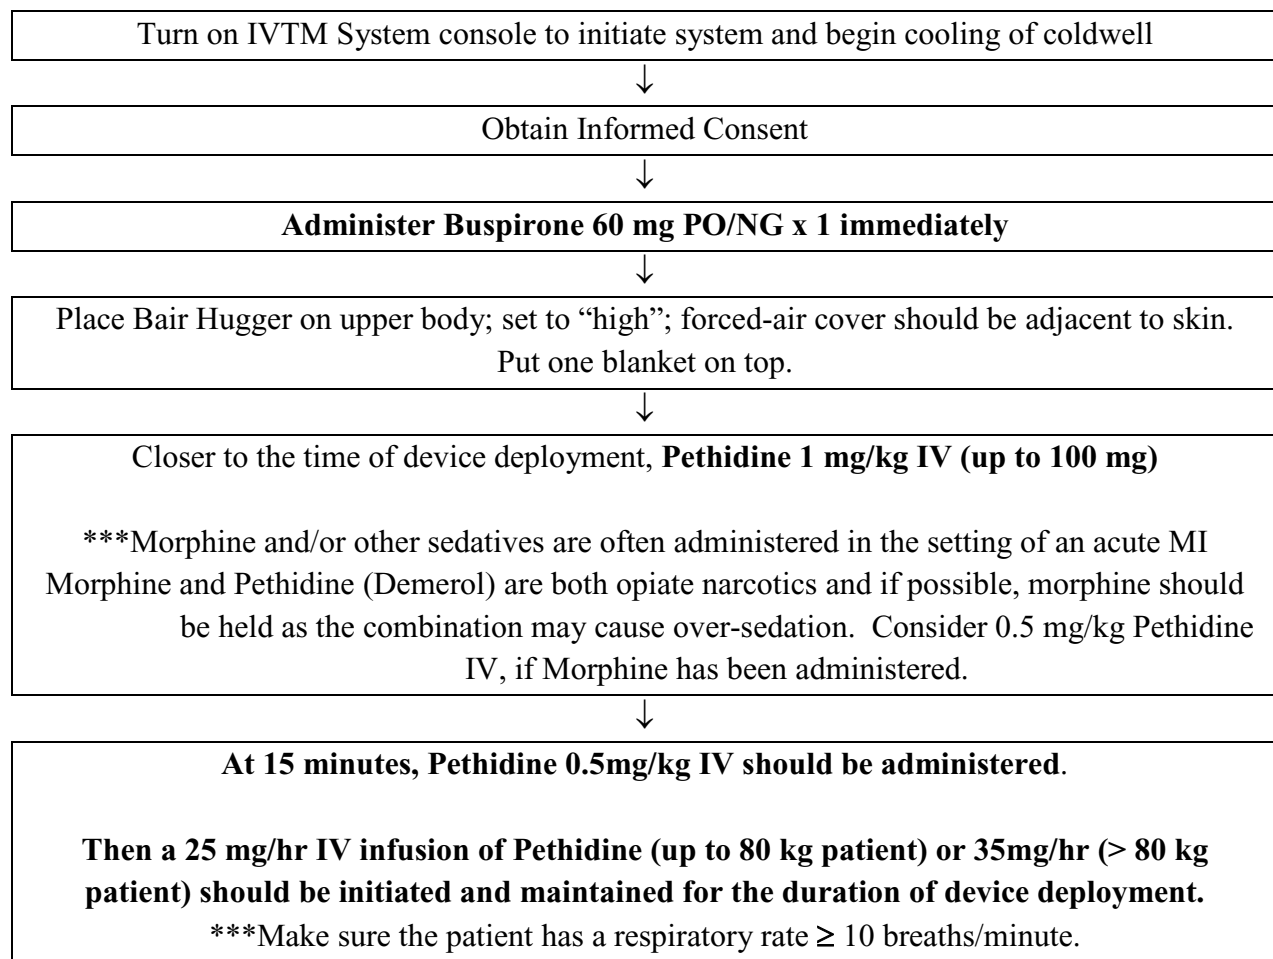 Turn on IVTM System console to initiate system and begin cooling of coldwell
↓
Obtain Informed Consent
↓
Administer Buspirone 60 mg PO/NG x 1 immediately
↓
Place Bair Hugger on upper body; set to “high”; forced-air cover should be adjacent to skin.
Put one blanket on top.
↓
Closer to the time of device deployment, Pethidine 1 mg/kg IV (up to 100 mg)
***Morphine and/or other sedatives are often administered in the setting of an acute MI
Morphine and Pethidine (Demerol) are both opiate narcotics and if possible, morphine should
be held as the combination may cause over-sedation.  Consider 0.5 mg/kg Pethidine
IV, if Morphine has been administered.
↓
At 15 minutes, Pethidine 0.5mg/kg IV should be administered.
Then a 25 mg/hr IV infusion of Pethidine (up to 80 kg patient) or 35mg/hr (> 80 kg
patient) should be initiated and maintained for the duration of device deployment.
***Make sure the patient has a respiratory rate ≥ 10 breaths/minute.